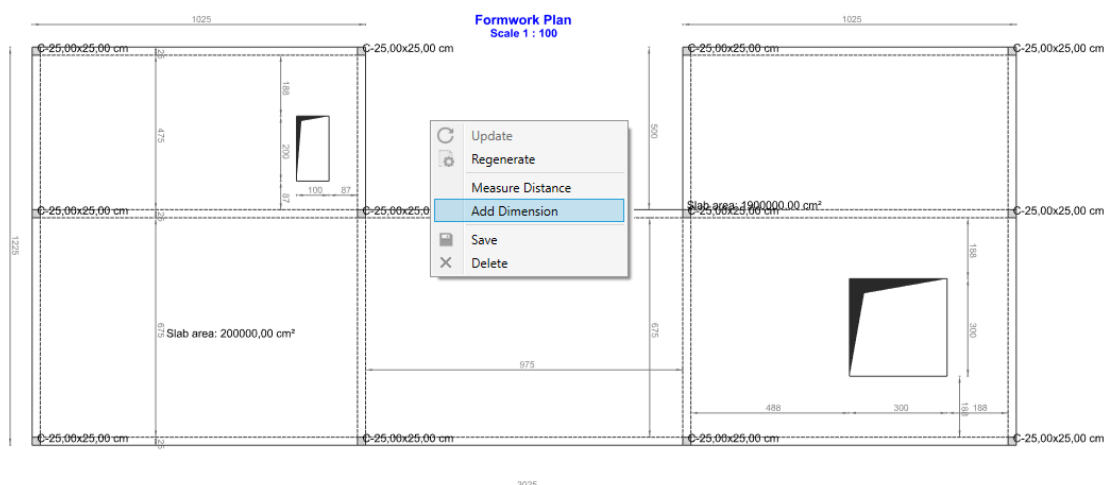 1025
Formwork Plan
Scale 1 : 100
1025
C-25,00x25,00 cm
C-25,00x25,00 cm
C-25,00x25,00 cm
C-25,00x25,00 cm
25
188
475
200
100
87
87
500
Update
Regenerate
Measure Distance
Add Dimension
Save
Delete
C-25,00x25,00 cm
C-25,00x25,0
Slab area: 1900000,00 cm²
C-25,00x25,00 cm
C-25,00x25,00 cm
25
1225
188
675
Slab area: 200000,00 cm²
675
300
975
488
300
188
188
C-25,00x25,00 cm
C-25,00x25,00 cm
C-25,00x25,00 cm
C-25,00x25,00 cm
25
3025